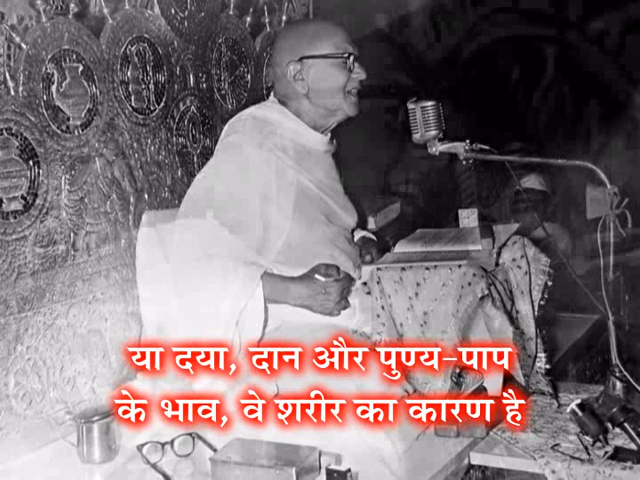 या दया, दान और पुण्य-पाप
के भाव, वे शरीर का कारण है